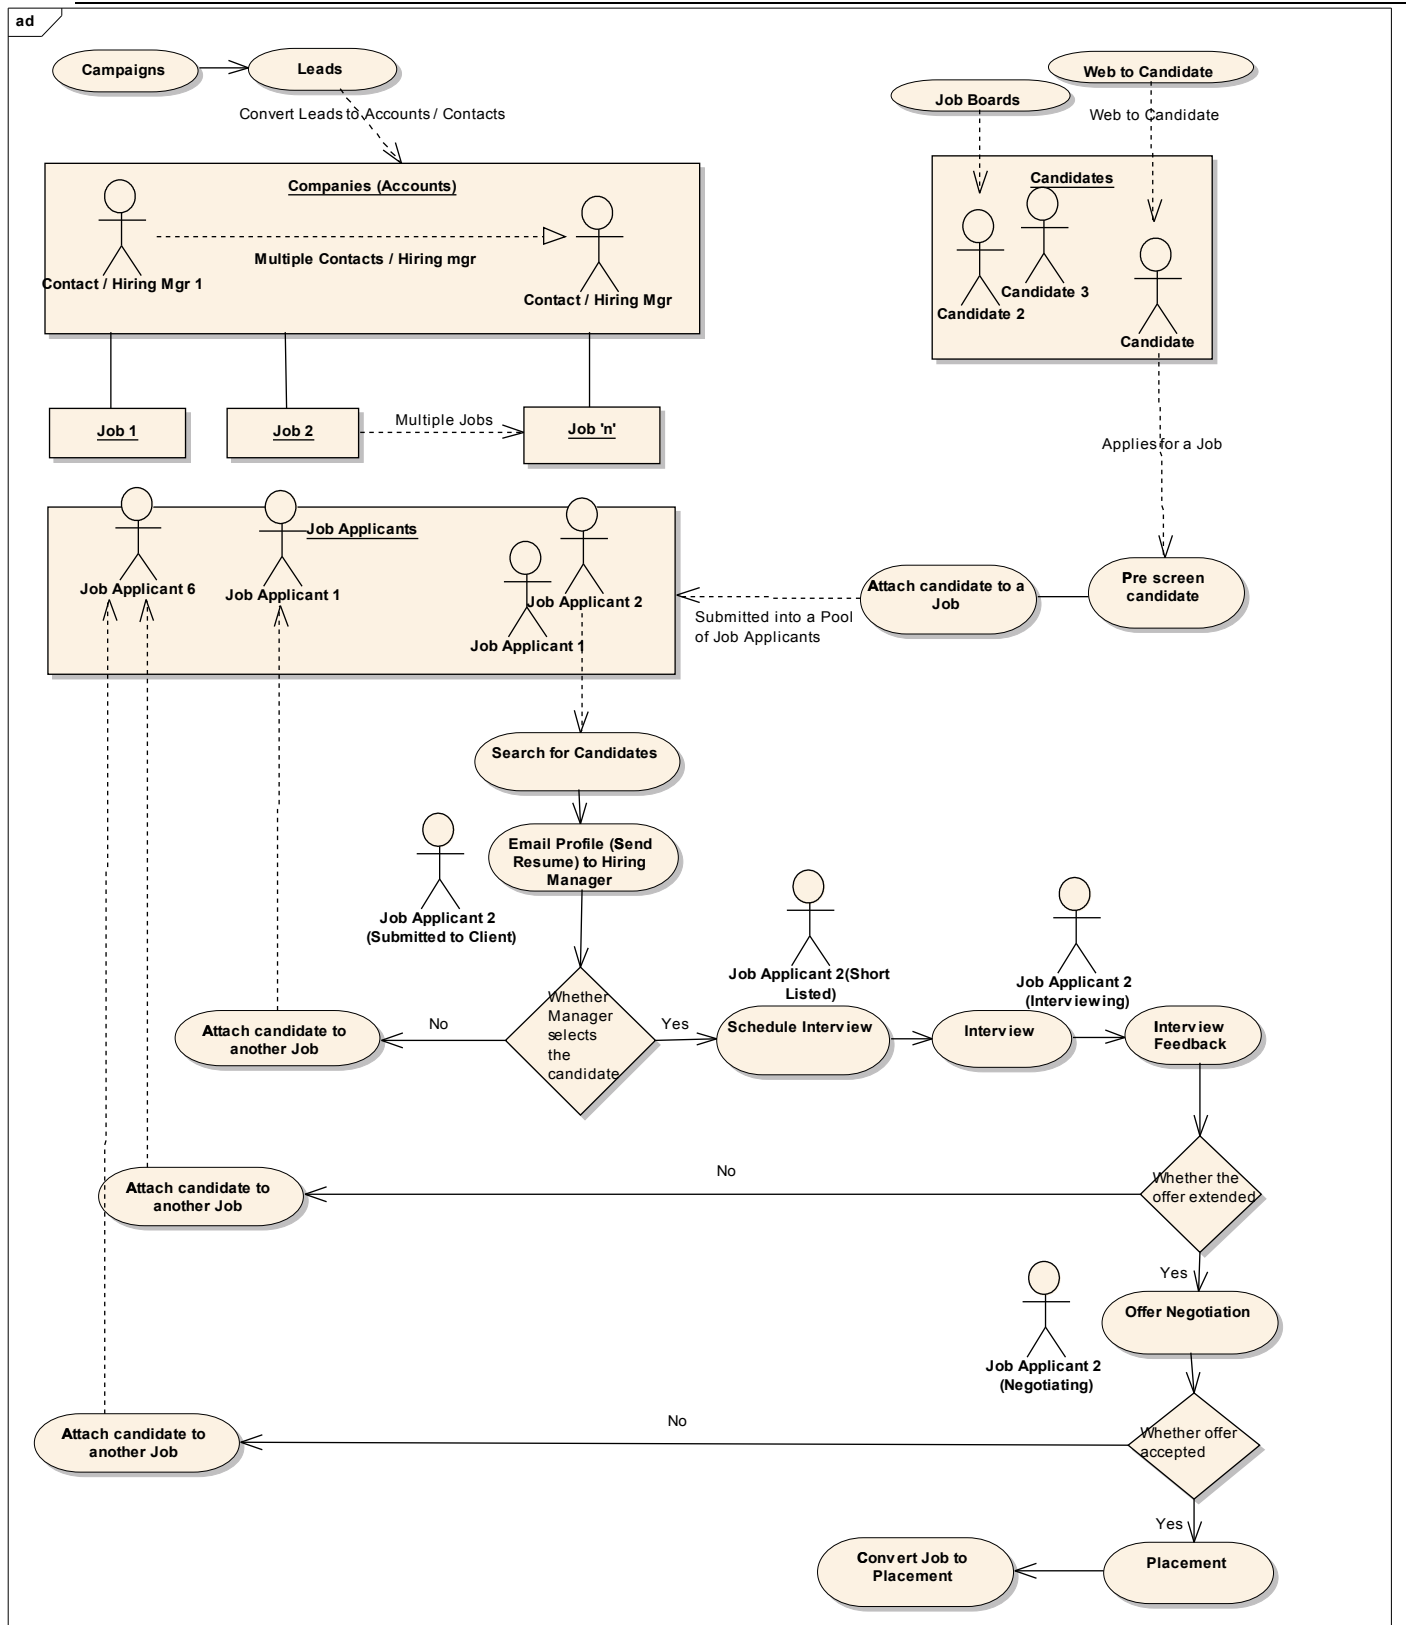 ad
Campaigns
Leads
Convert Leads to Accounts / Contacts
Web to Candidate
Job Boards
Web to Candidate
Companies (Accounts)
Contact / Hiring Mgr 1
Multiple Contacts / Hiring mgr
Contact / Hiring Mgr
Candidates
Candidate 2
Candidate 3
Candidate
Job 1
Job 2
Multiple Jobs
Job 'n'
Applies for a Job
Job Applicants
Job Applicant 6
Job Applicant 1
Job Applicant 2
Job Applicant 1
Submitted into a Pool
of Job Applicants
Attach candidate to a
Job
Pre screen
candidate
Search for Candidates
Email Profile (Send
Resume) to Hiring
Manager
Job Applicant 2
(Submitted to Client)
Whether
Manager
selects
the
candidate
No
Yes
Attach candidate to
another Job
Job Applicant 2(Short
Listed)
Schedule Interview
Job Applicant 2
(Interviewing)
Interview
Interview
Feedback
Whether the
offer extended
No
Attach candidate to
another Job
Yes
Offer Negotiation
Job Applicant 2
(Negotiating)
Whether offer
accepted
No
Attach candidate to
another Job
Yes
Placement
Convert Job to
Placement